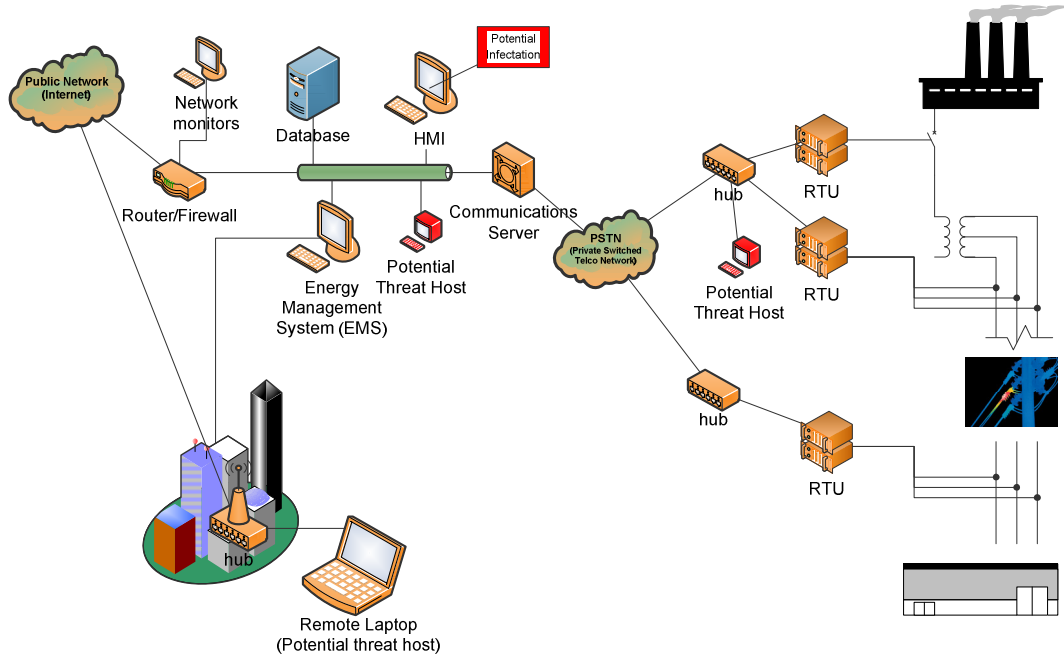 Public Network
(Internet)
Network
monitors
Database
HMI
Potential
Infectation
Router/Firewall
Communications
Server
Energy
Management
System (EMS)
Potential
Threat Host
PSTN
(Private Switched
Telco Network)
hub
RTU
RTU
Potential
Threat Host
hub
RTU
hub
Remote Laptop
(Potential threat host)